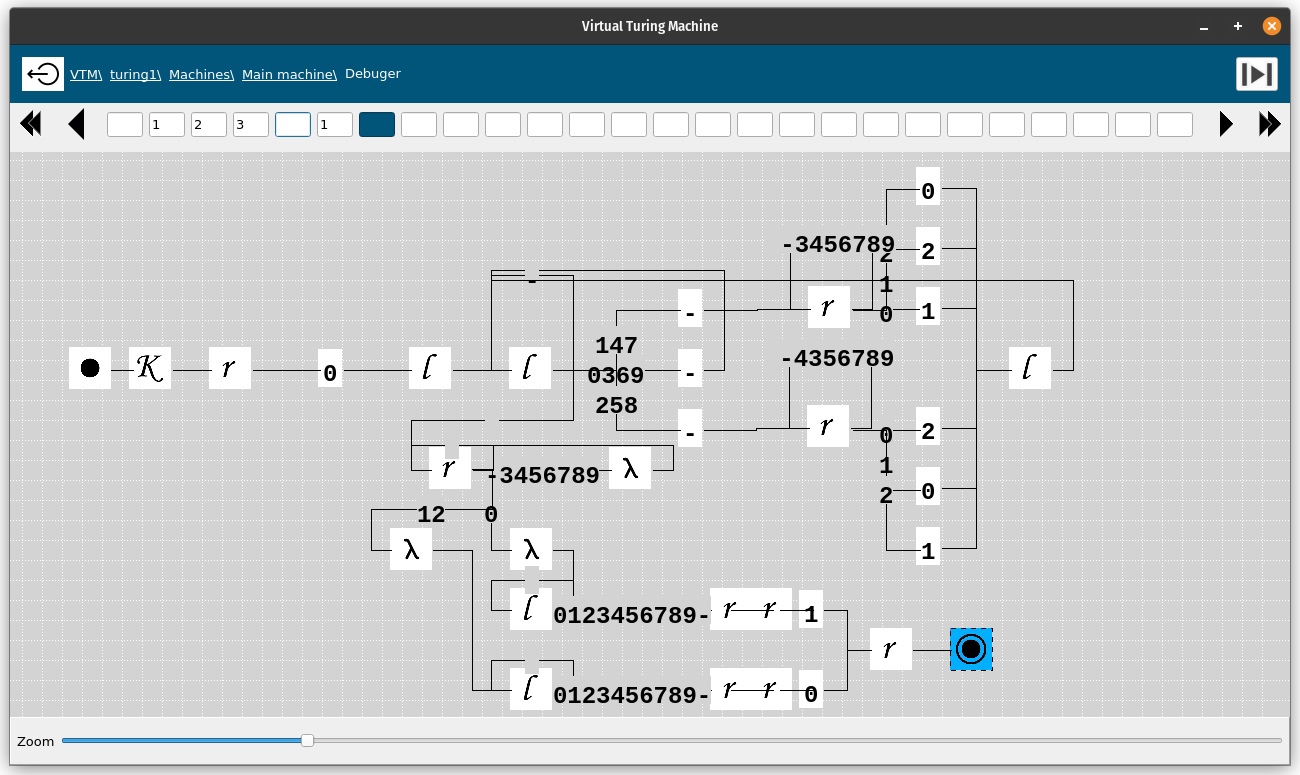 Virtual Turing Machine
VTM\ turing1\ Machines\ Main machine\ Debuger
1 2 3 1
0
-3456789
2 2
-
1
- r 0 1
147
-4356789
K r 0 l l 0369 - l
258
- r 0 2
r -3456789 λ
1
2 0
12 0
λ λ 1
l 0123456789- r r 1
r
l 0123456789- r r 0
Zoom